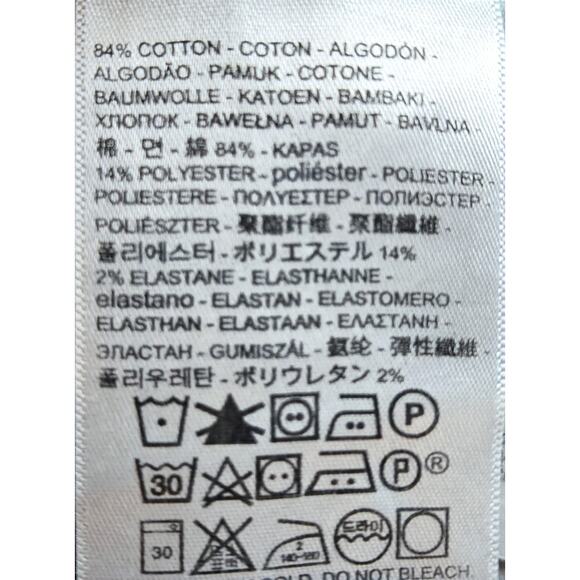 84% COTTON - COTON - ALGODÓN -
ALGODÃO - PAMUK - COTONE -
BAUMWOLLE - KATOEN - BAMBAKI -
ХЛОПОК - BAWEŁNA - PAMUT - BAVLNA -
棉 - 면 - 綿 84% - KAPAS
14% POLYESTER - poliéster - POLIESTER -
POLIESTERE - ΠΟΛΥΕΣΤΕΡ - ПОЛИЭСТЕР -
POLIÉSZTER - 聚酯纤维 - 聚酯纖維 -
폴리에스터 - ポリエステル 14%
2% ELASTANE - ELASTHANNE -
elastano - ELASTAN - ELASTOMERO -
ELASTHAN - ELASTAAN - ΕΛΑΣΤΑΝΗ -
ЭЛАСТАН - GUMISZÁL - 氨纶 - 彈性纖維 -
폴리우레탄 - ポリウレタン 2%
P
30 P ®
30 2 140-160 드라이
COLD. DO NOT BLEACH.